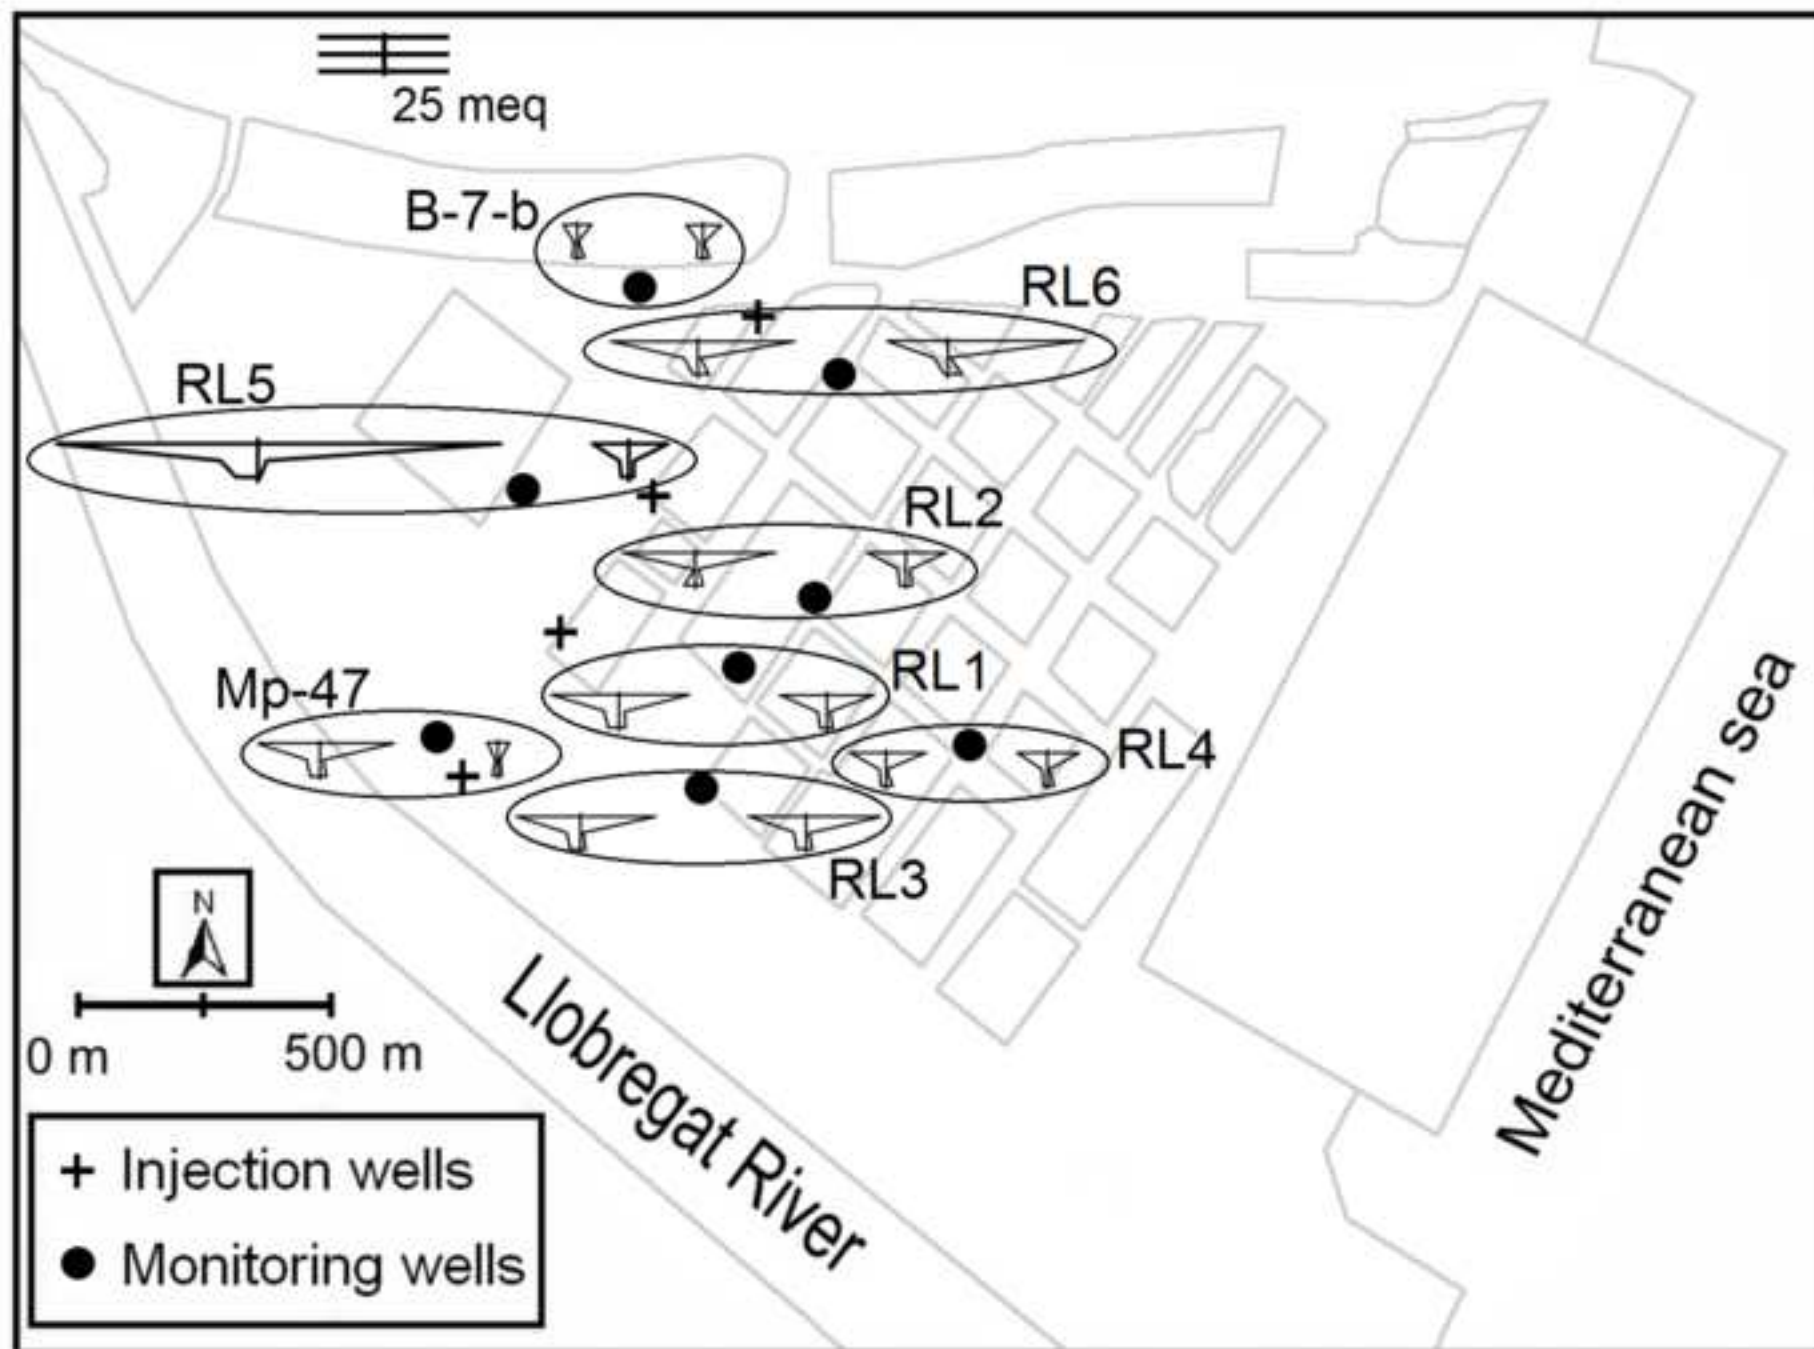 25 meq
B-7-b
RL6
RL5
RL2
RL1
Mp-47
RL4
RL3
N
0 m 500 m
Llobregat River
Mediterranean sea
+ Injection wells
● Monitoring wells